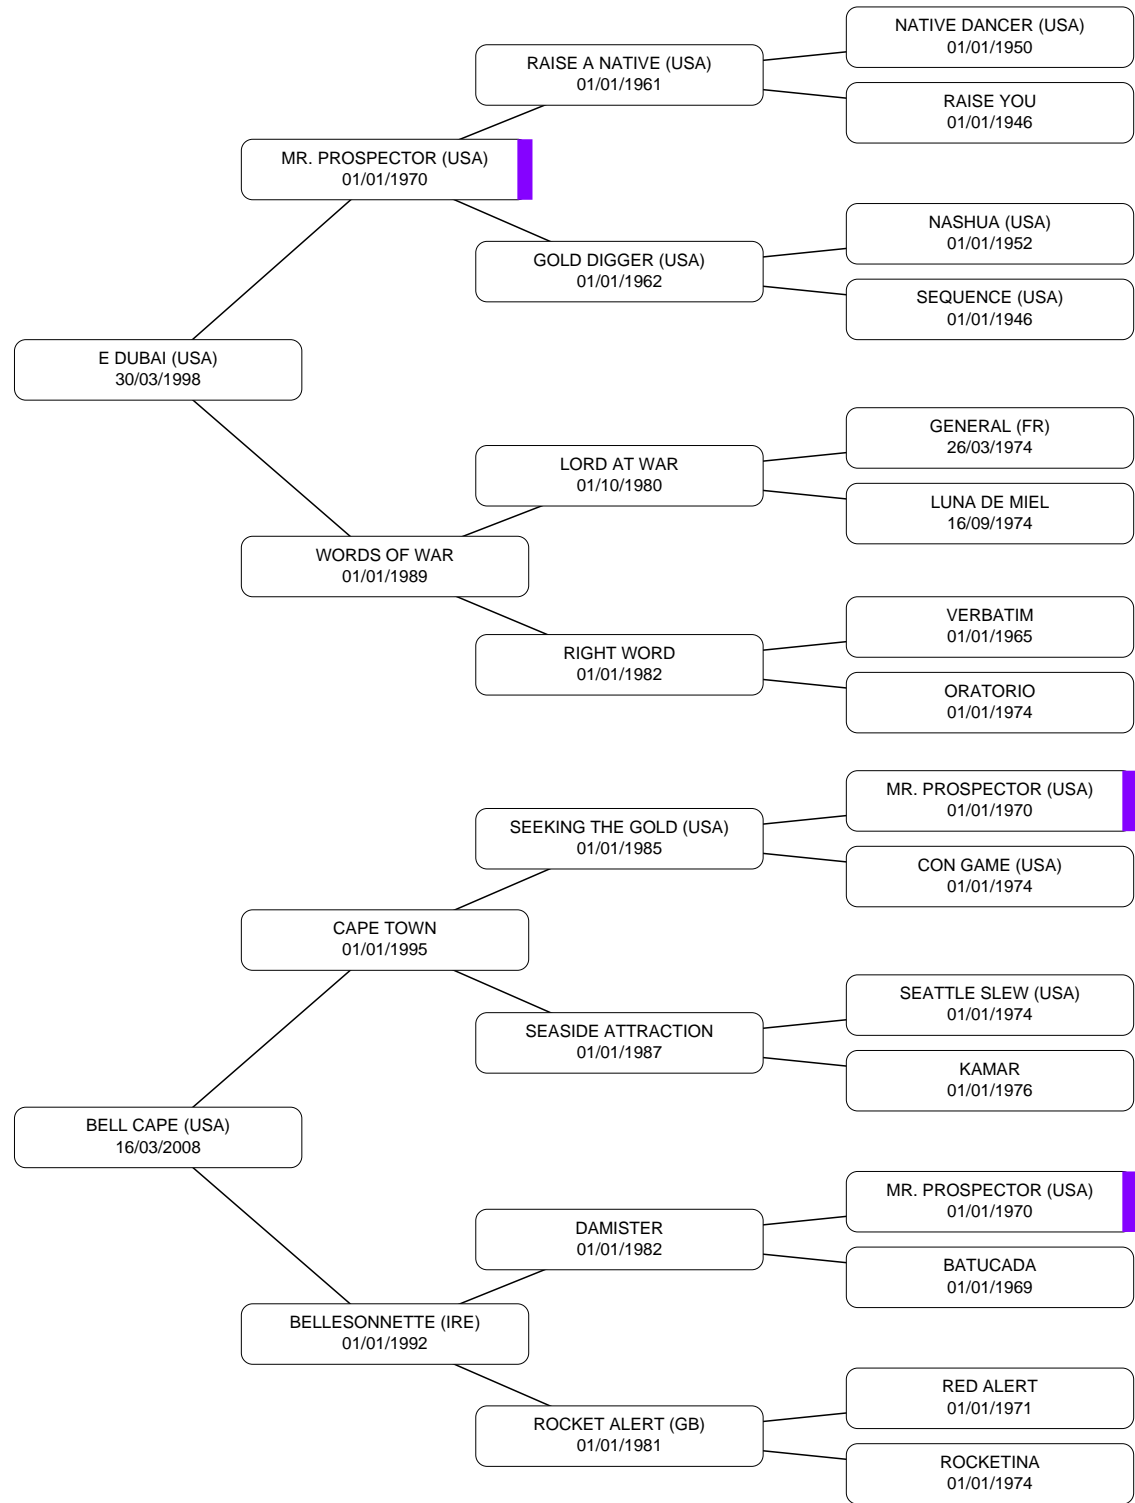 NATIVE DANCER (USA)
01/01/1950
RAISE A NATIVE (USA)
01/01/1961
RAISE YOU
01/01/1946
MR. PROSPECTOR (USA)
01/01/1970
NASHUA (USA)
01/01/1952
GOLD DIGGER (USA)
01/01/1962
SEQUENCE (USA)
01/01/1946
E DUBAI (USA)
30/03/1998
GENERAL (FR)
26/03/1974
LORD AT WAR
01/10/1980
LUNA DE MIEL
16/09/1974
WORDS OF WAR
01/01/1989
VERBATIM
01/01/1965
RIGHT WORD
01/01/1982
ORATORIO
01/01/1974
MR. PROSPECTOR (USA)
01/01/1970
SEEKING THE GOLD (USA)
01/01/1985
CON GAME (USA)
01/01/1974
CAPE TOWN
01/01/1995
SEATTLE SLEW (USA)
01/01/1974
SEASIDE ATTRACTION
01/01/1987
KAMAR
01/01/1976
BELL CAPE (USA)
16/03/2008
MR. PROSPECTOR (USA)
01/01/1970
DAMISTER
01/01/1982
BATUCADA
01/01/1969
BELLESONNETTE (IRE)
01/01/1992
RED ALERT
01/01/1971
ROCKET ALERT (GB)
01/01/1981
ROCKETINA
01/01/1974